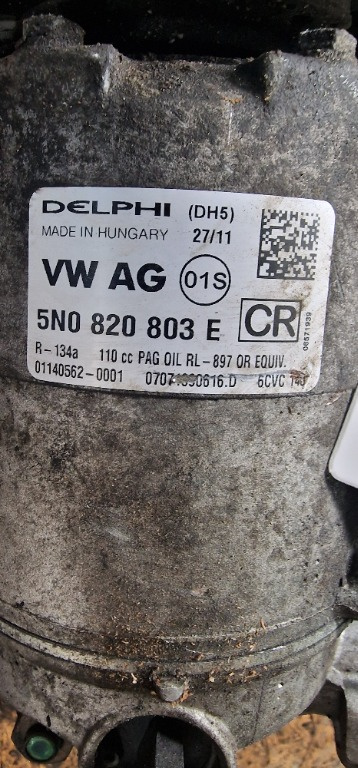 DELPHI (DH5)
MADE IN HUNGARY 27/11
VW AG 01S
5N0 820 803 E CR
R-134a 110 cc PAG OIL RL-897 OR EQUIV.
01140562-0001 6CVC
06571939